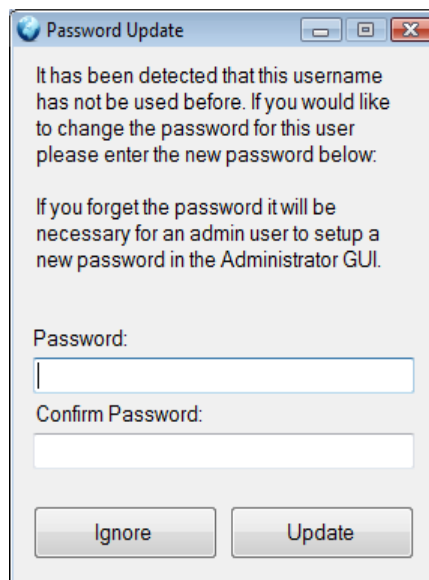 Password Update
It has been detected that this username
has not be used before. If you would like
to change the password for this user
please enter the new password below:
If you forget the password it will be
necessary for an admin user to setup a
new password in the Administrator GUI.
Password:
Confirm Password:
Ignore Update